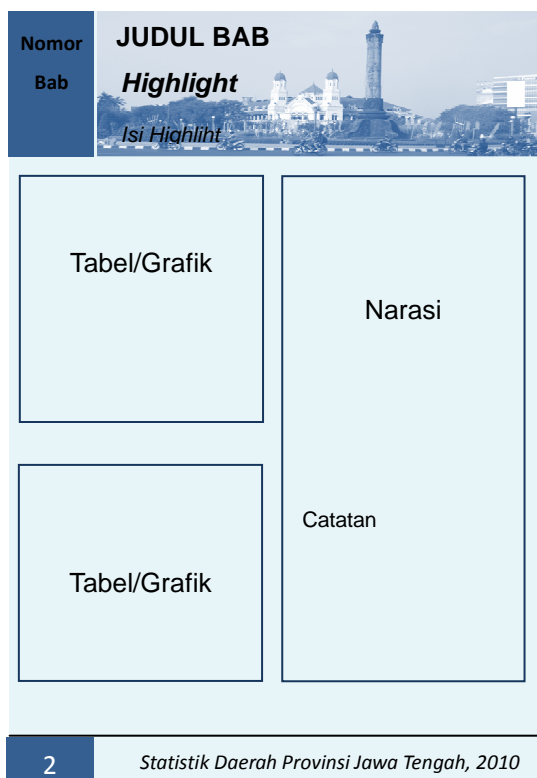 Nomor
Bab
JUDUL BAB
Highlight
Isi Highliht
Tabel/Grafik
Narasi
Catatan
Tabel/Grafik
2
Statistik Daerah Provinsi Jawa Tengah, 2010